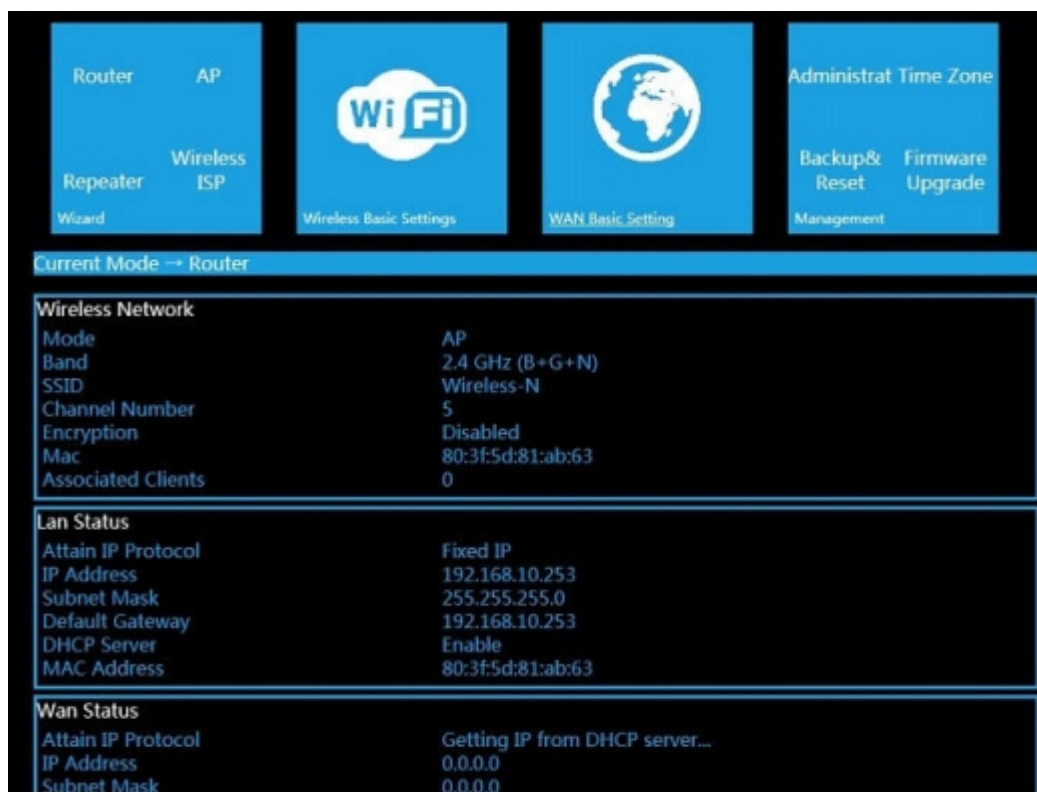 Router AP
Repeater Wireless ISP
Wizard
Wi Fi
Wireless Basic Settings
WAN Basic Setting
Administrat Time Zone
Backup& Reset Firmware Upgrade
Management
Current Mode → Router
Wireless Network
Mode AP
Band 2.4 GHz (B+G+N)
SSID Wireless-N
Channel Number 5
Encryption Disabled
Mac 80:3f:5d:81:ab:63
Associated Clients 0
Lan Status
Attain IP Protocol Fixed IP
IP Address 192.168.10.253
Subnet Mask 255.255.255.0
Default Gateway 192.168.10.253
DHCP Server Enable
MAC Address 80:3f:5d:81:ab:63
Wan Status
Attain IP Protocol Getting IP from DHCP server...
IP Address 0.0.0.0
Subnet Mask 0.0.0.0